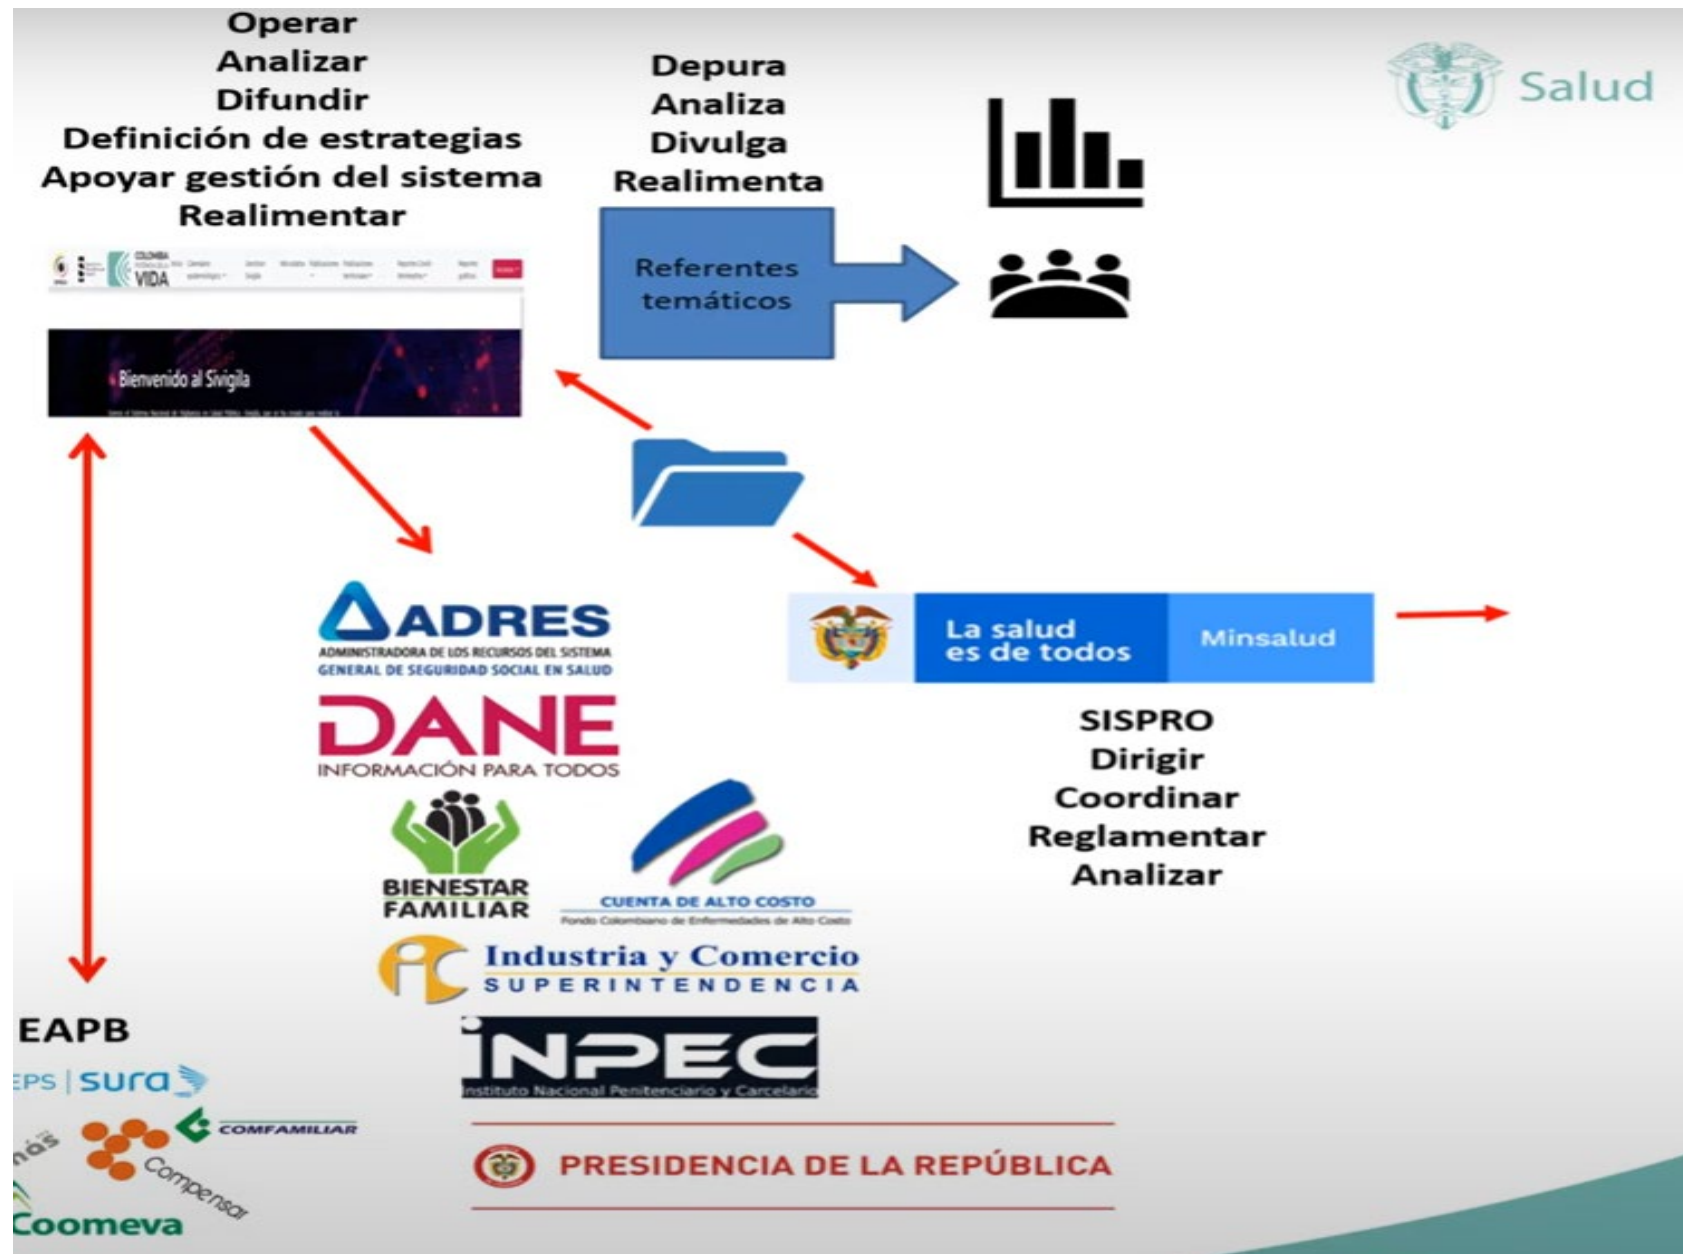 Operar
Analizar
Difundir
Definición de estrategias
Apoyar gestión del sistema
Realimentar
Depura
Analiza
Divulga
Realimenta
Salud
COLOMBIA
VIDA
Bienvenido al Sivigila
Referentes
temáticos
ADRES
ADMINISTRADORA DE LOS RECURSOS DEL SISTEMA
GENERAL DE SEGURIDAD SOCIAL EN SALUD
DANE
INFORMACIÓN PARA TODOS
BIENESTAR
FAMILIAR
CUENTA DE ALTO COSTO
Fondo Colombiano de Enfermedades de Alto Costo
Industria y Comercio
SUPERINTENDENCIA
INPEC
Instituto Nacional Penitenciario y Carcelario
PRESIDENCIA DE LA REPÚBLICA
La salud
es de todos
Minsalud
SISPRO
Dirigir
Coordinar
Reglamentar
Analizar
EAPB
EPS | sura
COMFAMILIAR
Compensar
Coomeva